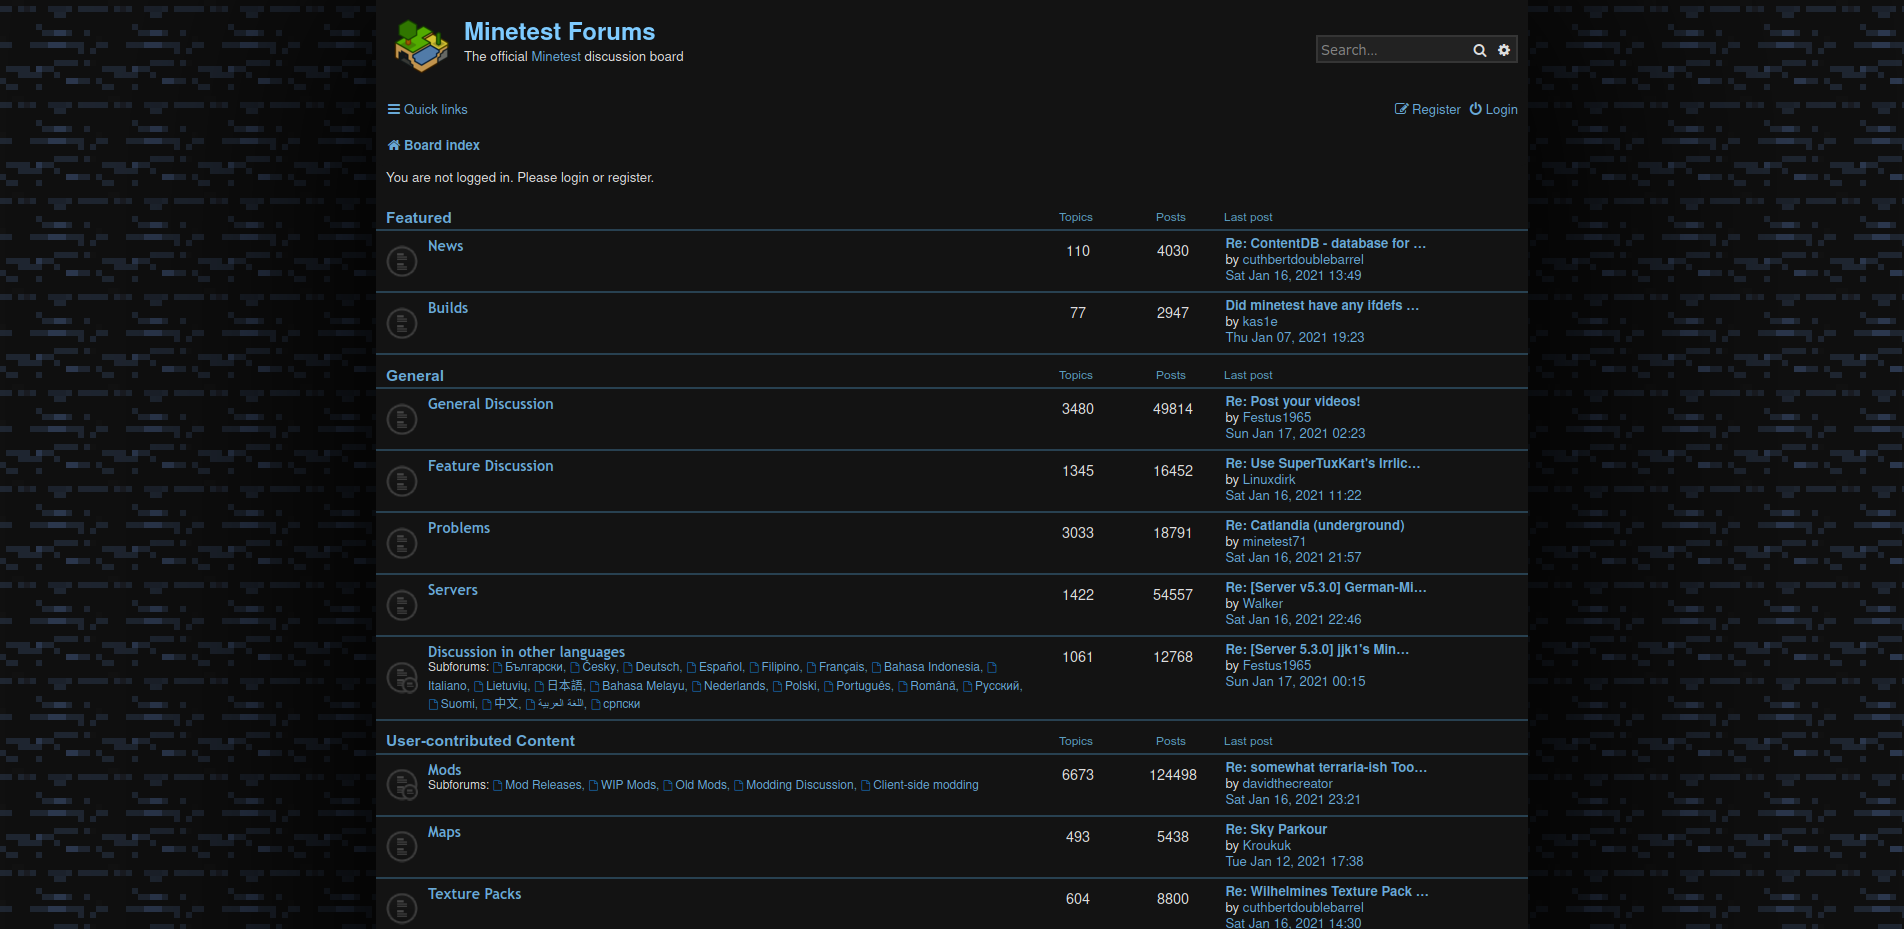 Minetest Forums
The official Minetest discussion board
Search…
Quick links
Register Login
Board index
You are not logged in. Please login or register.
Featured Topics Posts Last post
News 110 4030 Re: ContentDB - database for …
by cuthbertdoublebarrel
Sat Jan 16, 2021 13:49
Builds 77 2947 Did minetest have any ifdefs …
by kas1e
Thu Jan 07, 2021 19:23
General Topics Posts Last post
General Discussion 3480 49814 Re: Post your videos!
by Festus1965
Sun Jan 17, 2021 02:23
Feature Discussion 1345 16452 Re: Use SuperTuxKart's Irrlic…
by Linuxdirk
Sat Jan 16, 2021 11:22
Problems 3033 18791 Re: Catlandia (underground)
by minetest71
Sat Jan 16, 2021 21:57
Servers 1422 54557 Re: [Server v5.3.0] German-Mi…
by Walker
Sat Jan 16, 2021 22:46
Discussion in other languages 1061 12768 Re: [Server 5.3.0] jjk1's Min…
by Festus1965
Sun Jan 17, 2021 00:15
Subforums: Български, Česky, Deutsch, Español, Filipino, Français, Bahasa Indonesia,
Italiano, Lietuvių, 日本語, Bahasa Melayu, Nederlands, Polski, Português, Română, Русский,
Suomi, 中文, اللغة العربية, српски
User-contributed Content Topics Posts Last post
Mods 6673 124498 Re: somewhat terraria-ish Too…
by davidthecreator
Sat Jan 16, 2021 23:21
Subforums: Mod Releases, WIP Mods, Old Mods, Modding Discussion, Client-side modding
Maps 493 5438 Re: Sky Parkour
by Kroukuk
Tue Jan 12, 2021 17:38
Texture Packs 604 8800 Re: Wilhelmines Texture Pack …
by cuthbertdoublebarrel
Sat Jan 16, 2021 14:30